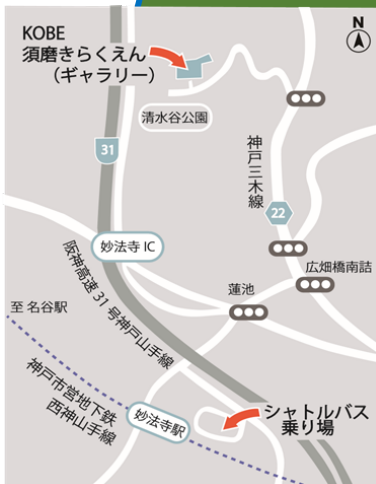 KOBE
須磨きらくえん
（ギャラリー）
N
清水谷公園
31
神戸三木線
22
妙法寺 IC
広畑橋南詰
阪神高速 31 号神戸山手線
蓮池
至 名谷駅
神戸市営地下鉄
西神山手線
妙法寺駅
シャトルバス
乗り場